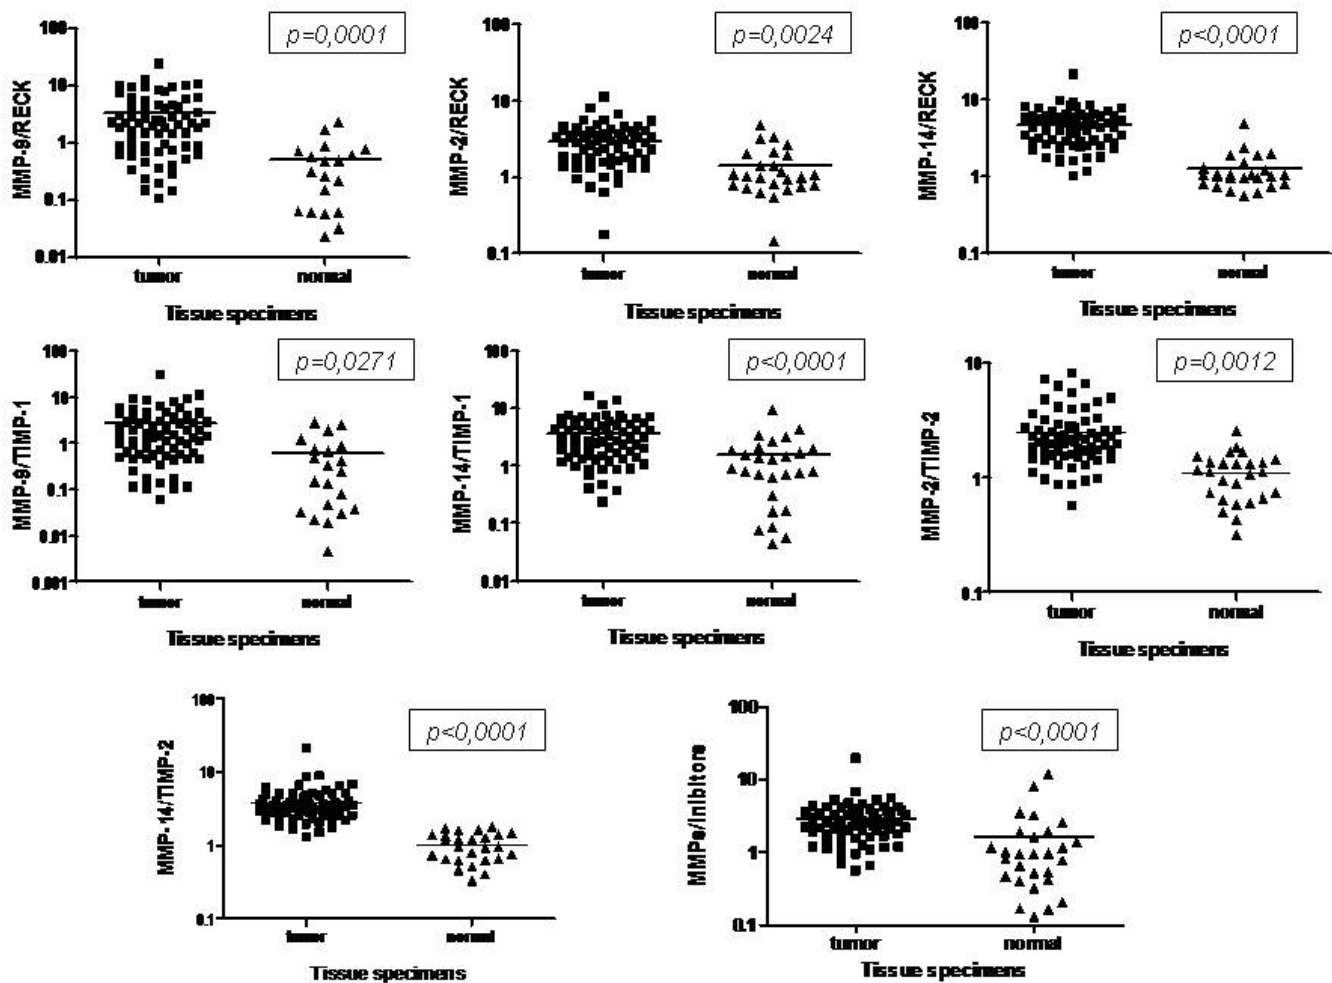 p=0,0001
100
10
1
0.1
0.01
MMP-9/RECK
tumor
normal
Tissue specimens
p=0,0024
100
10
1
0.1
MMP-2/RECK
tumor
normal
Tissue specimens
p<0,0001
100
10
1
0.1
MMP-14/RECK
tumor
normal
Tissue specimens
p=0,0271
100
10
1
0.1
0.01
0.001
MMP-9/TIMP-1
tumor
normal
Tissue specimens
p<0,0001
100
10
1
0.1
0.01
MMP-14/TIMP-1
tumor
normal
Tissue specimens
p=0,0012
10
1
0.1
MMP-2/TIMP-2
tumor
normal
Tissue specimens
p<0,0001
100
10
1
0.1
MMP-14/TIMP-2
tumor
normal
Tissue specimens
p<0,0001
100
10
1
0.1
MMPs/Inibitors
tumor
normal
Tissue specimens